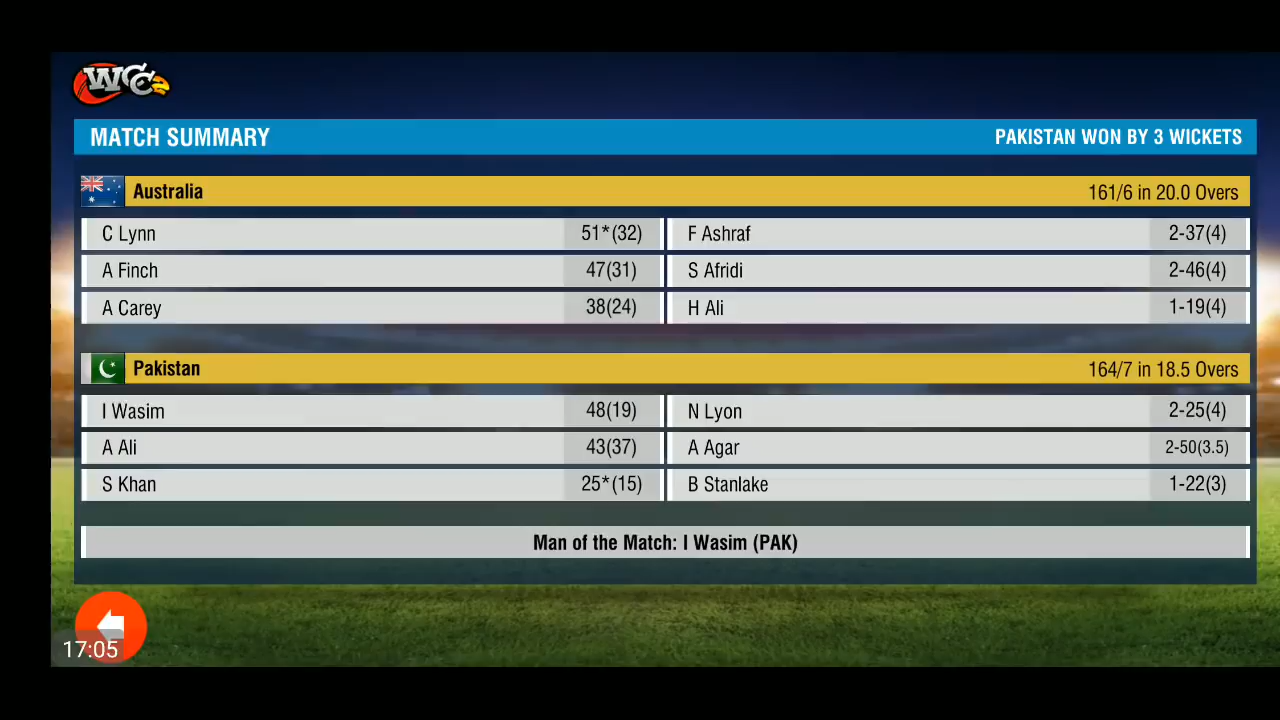 WCC
MATCH SUMMARY PAKISTAN WON BY 3 WICKETS
Australia 161/6 in 20.0 Overs
C Lynn 51*(32) F Ashraf 2-37(4)
A Finch 47(31) S Afridi 2-46(4)
A Carey 38(24) H Ali 1-19(4)
Pakistan 164/7 in 18.5 Overs
I Wasim 48(19) N Lyon 2-25(4)
A Ali 43(37) A Agar 2-50(3.5)
S Khan 25*(15) B Stanlake 1-22(3)
Man of the Match: I Wasim (PAK)
17:05